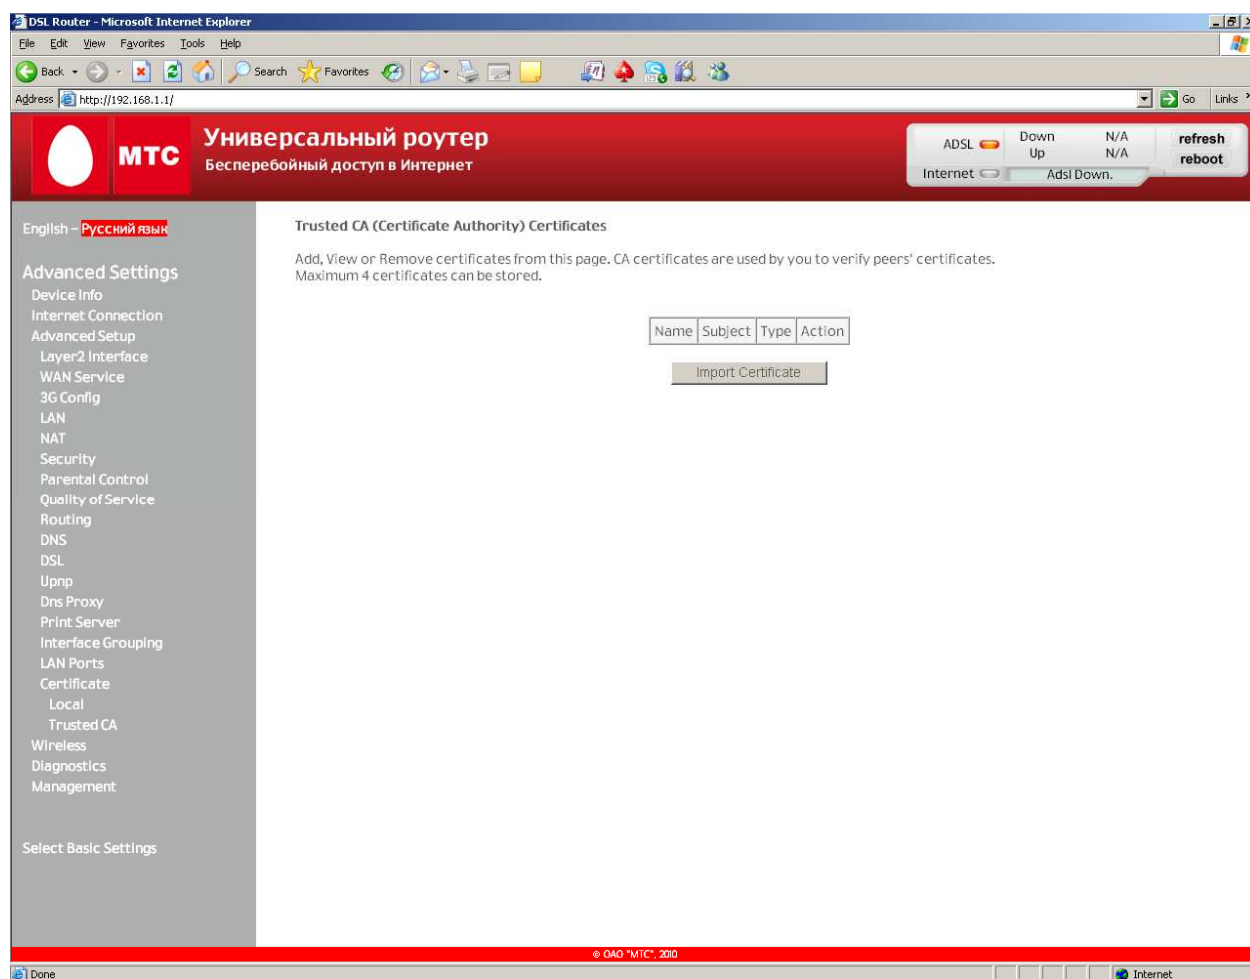 DSL Router - Microsoft Internet Explorer
File Edit View Favorites Tools Help
Back Search Favorites
Address http://192.168.1.1/ Go Links »
МТС
Универсальный роутер
Бесперебойный доступ в Интернет
ADSL Down N/A refresh
Up N/A reboot
Internet Adsl Down.
English – Русский язык
Advanced Settings
Device Info
Internet Connection
Advanced Setup
Layer2 Interface
WAN Service
3G Config
LAN
NAT
Security
Parental Control
Quality of Service
Routing
DNS
DSL
Upnp
Dns Proxy
Print Server
Interface Grouping
LAN Ports
Certificate
Local
Trusted CA
Wireless
Diagnostics
Management
Select Basic Settings
Trusted CA (Certificate Authority) Certificates
Add, View or Remove certificates from this page. CA certificates are used by you to verify peers' certificates.
Maximum 4 certificates can be stored.
Name Subject Type Action
Import Certificate
© ОАО "МТС", 2010
Done Internet